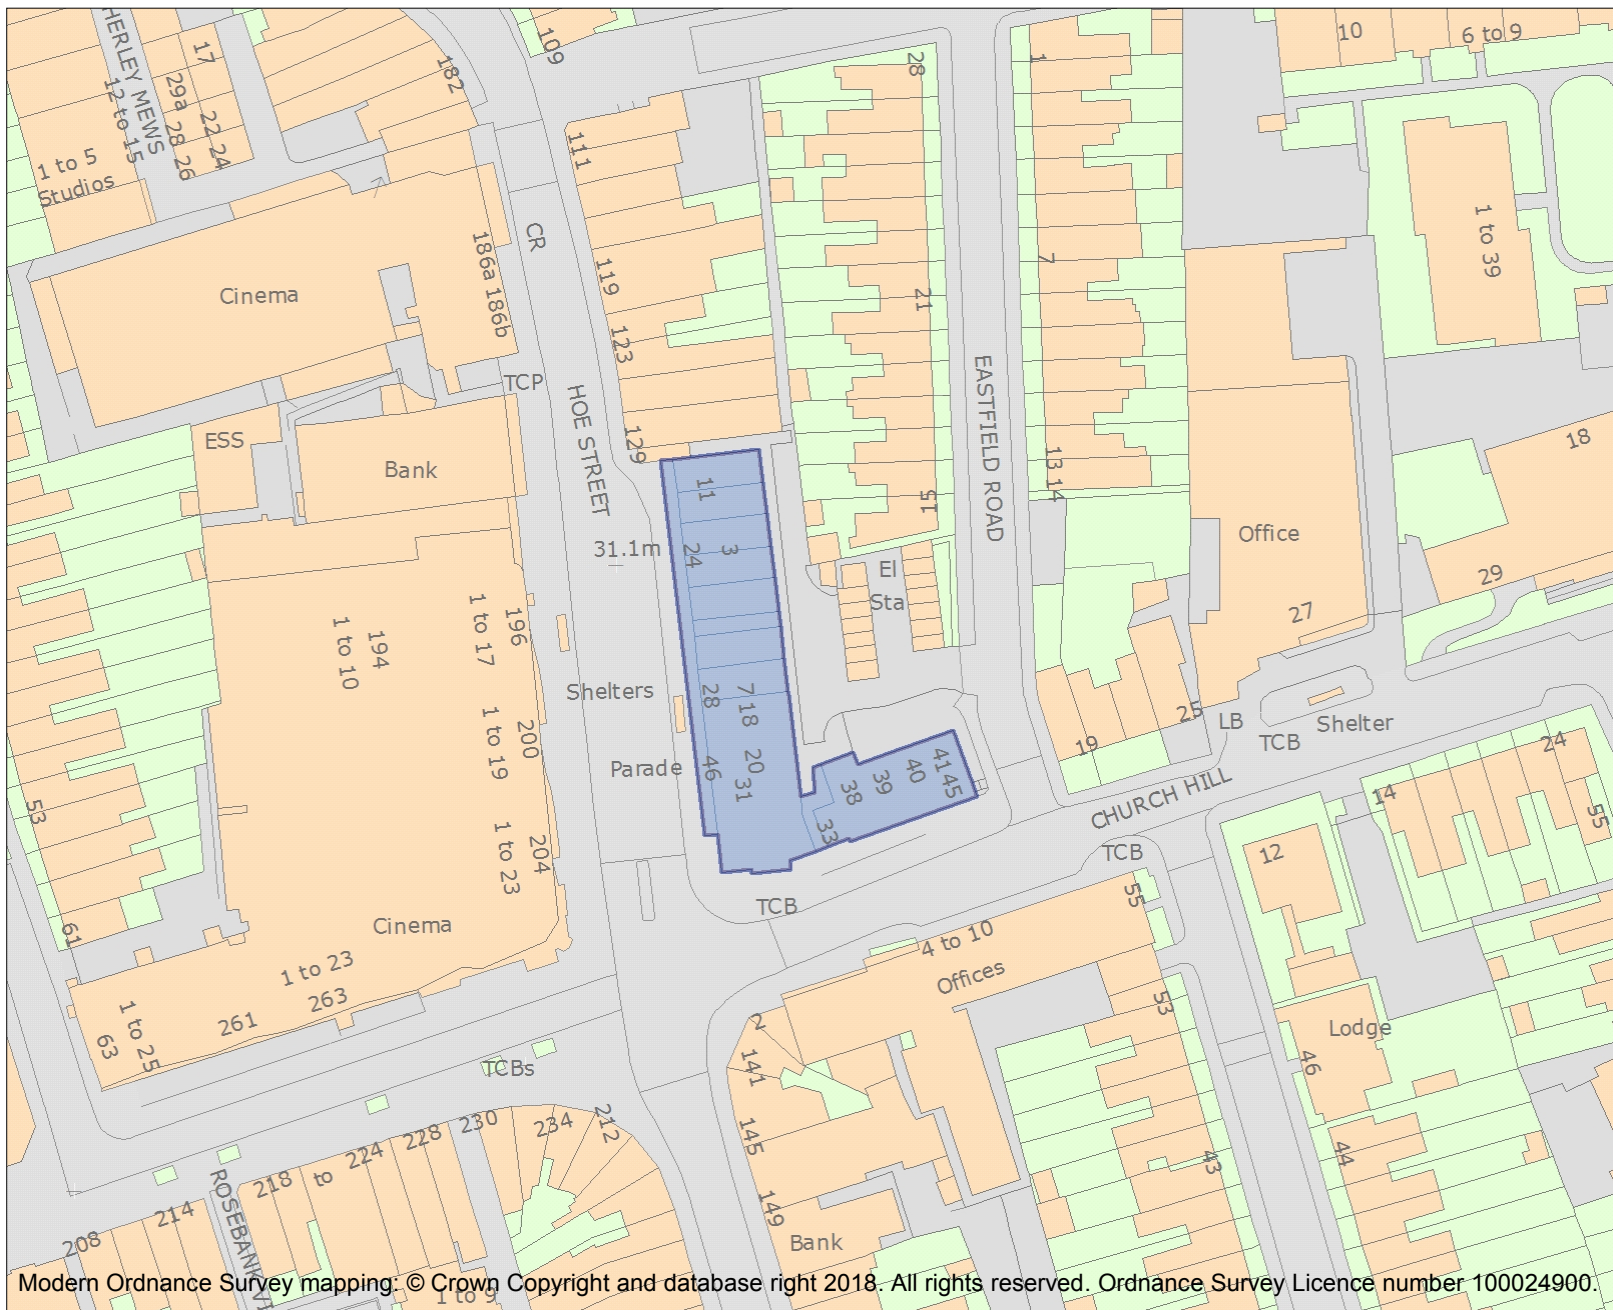 HERLEY MEWS
12 to 15
17
29a 28 26
22 24
1 to 5
Studios
182
109
111
28
1
10
6 to 9
1 to 39
CR
186a 186b
Cinema
119
123
21
7
TCP
HOE STREET
129
EASTFIELD ROAD
ESS
Bank
11
3
24
15
13 14
18
Office
31.1m
El
Sta
29
27
194
1 to 10
1 to 17
196
Shelters
28
7 18
25
LB
TCB
Shelter
19
24
1 to 19
200
Parade
46
20
31
38
39
40
41 45
33
CHURCH HILL
14
55
53
1 to 23
204
TCB
12
55
61
Cinema
TCB
4 to 10
Offices
1 to 23
263
261
1 to 25
63
2
53
Lodge
46
TCBs
141
145
149
230
234
212
228
224
to
218
214
208
ROSEBANK VI
43
44
Bank
1 to 9
Modern Ordnance Survey mapping: © Crown Copyright and database right 2018. All rights reserved. Ordnance Survey Licence number 100024900.